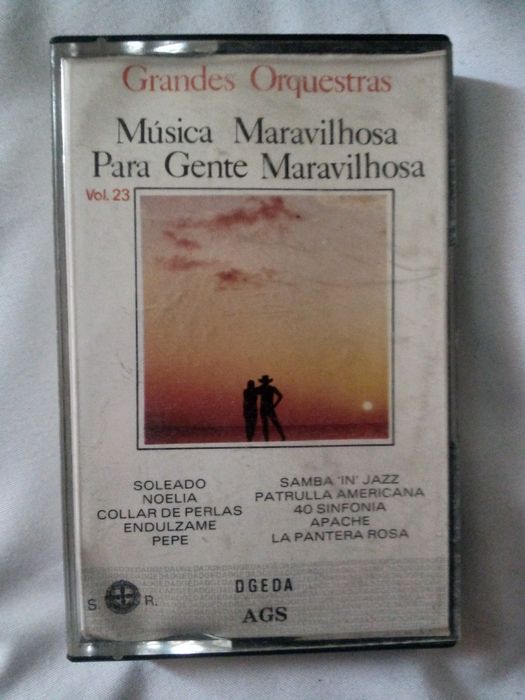 Grandes Orquestras
Música Maravilhosa
Para Gente Maravilhosa
Vol. 23
SOLEADO
NOELIA
COLLAR DE PERLAS
ENDULZAME
PEPE
SAMBA 'IN' JAZZ
PATRULLA AMERICANA
40 SINFONIA
APACHE
LA PANTERA ROSA
DGEDA
S. R.
AGS